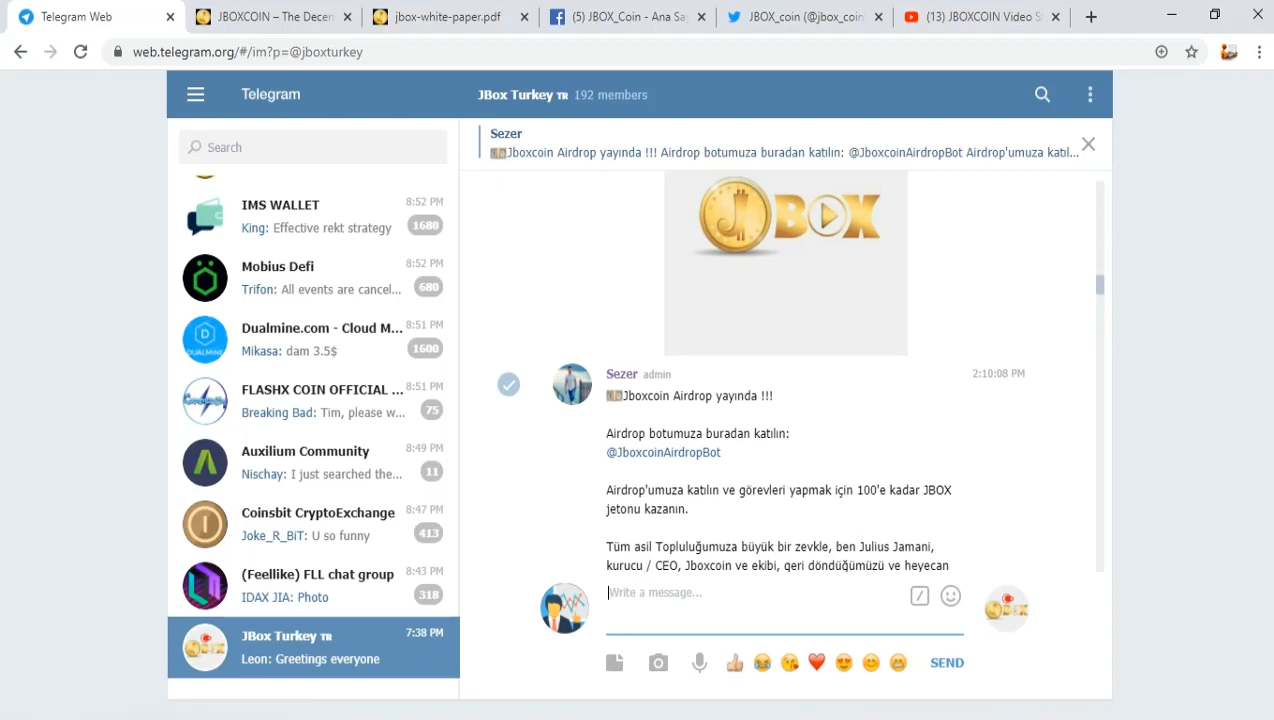 Telegram Web
JBOXCOIN – The Decen
jbox-white-paper.pdf
(5) JBOX_Coin - Ana Say
JBOX_coin (@jbox_coin
(13) JBOXCOIN Video S
web.telegram.org/#/im?p=@jboxturkey
Telegram
JBox Turkey TR 192 members
Search
Sezer
Jboxcoin Airdrop yayında !!! Airdrop botumuza buradan katılın: @JboxcoinAirdropBot Airdrop'umuza katıl...
IMS WALLET 8:52 PM
King: Effective rekt strategy 1680
Mobius Defi 8:52 PM
Trifon: All events are cancel... 680
Dualmine.com - Cloud M... 8:51 PM
Mikasa: dam 3.5$ 1600
FLASHX COIN OFFICIAL ... 8:51 PM
Breaking Bad: Tim, please w... 75
Auxilium Community 8:49 PM
Nischay: I just searched the... 11
Coinsbit CryptoExchange 8:47 PM
Joke_R_BiT: U so funny 413
(Feellike) FLL chat group 8:43 PM
IDAX JIA: Photo 318
JBox Turkey TR 7:38 PM
Leon: Greetings everyone
JBOX
Sezer admin 2:10:08 PM
Jboxcoin Airdrop yayında !!!
Airdrop botumuza buradan katılın:
@JboxcoinAirdropBot
Airdrop'umuza katılın ve görevleri yapmak için 100'e kadar JBOX
jetonu kazanın.
Tüm asil Topluluğumuza büyük bir zevkle, ben Julius Jamani,
kurucu / CEO, Jboxcoin ve ekibi, geri döndüğümüzü ve heyecan
Write a message...
SEND